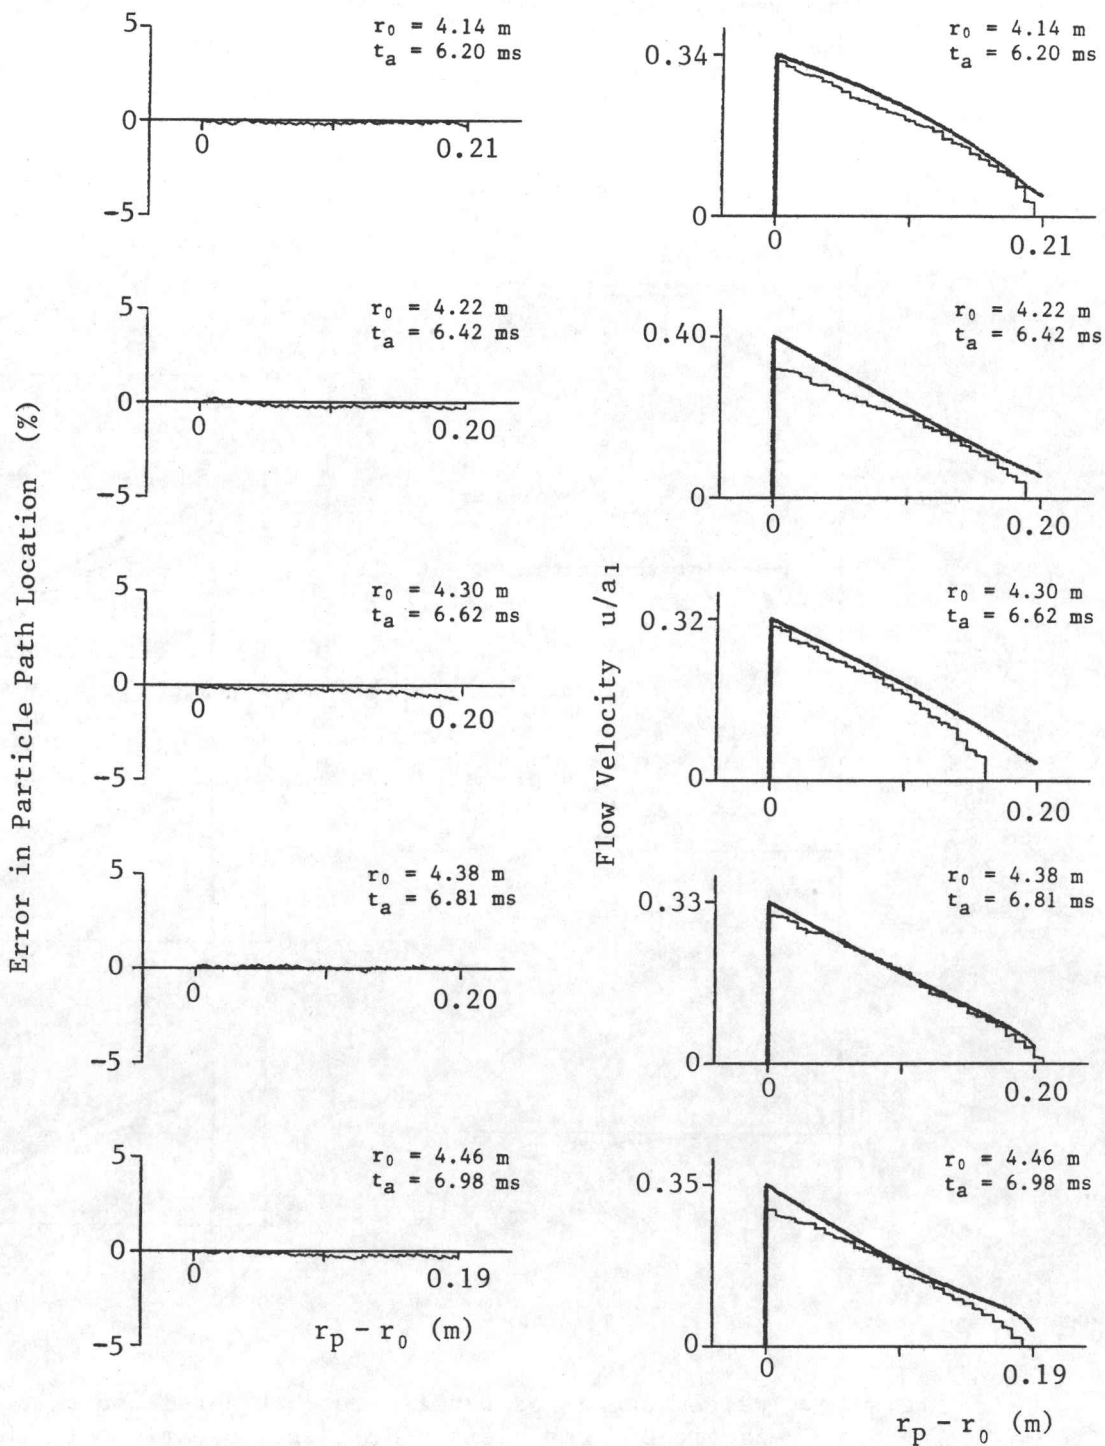 5
r₀ = 4.14 m
tₐ = 6.20 ms
0
0
0.21
−5
5
r₀ = 4.22 m
tₐ = 6.42 ms
0
0
0.20
−5
5
r₀ = 4.30 m
tₐ = 6.62 ms
0
0
0.20
−5
5
r₀ = 4.38 m
tₐ = 6.81 ms
0
0
0.20
−5
5
r₀ = 4.46 m
tₐ = 6.98 ms
0
0
0.19
−5
rₚ − r₀ (m)
Error in Particle Path Location (%)
r₀ = 4.14 m
tₐ = 6.20 ms
0.34
0
0
0.21
r₀ = 4.22 m
tₐ = 6.42 ms
0.40
0
0
0.20
r₀ = 4.30 m
tₐ = 6.62 ms
0.32
0
0
0.20
r₀ = 4.38 m
tₐ = 6.81 ms
0.33
0
0
0.20
r₀ = 4.46 m
tₐ = 6.98 ms
0.35
0
0
0.19
rₚ − r₀ (m)
Flow Velocity u/a₁